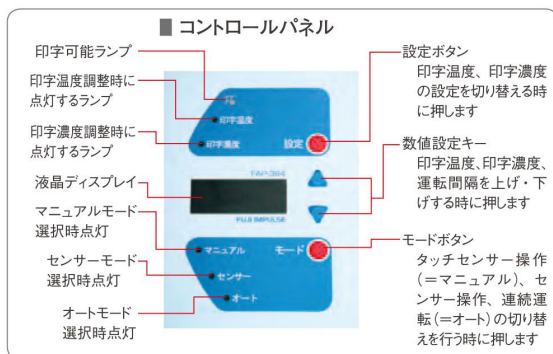 ■ コントロールパネル
印字可能ランプ
印字温度調整時に
点灯するランプ
印字濃度調整時に
点灯するランプ
液晶ディスプレイ
マニュアルモード
選択時点灯
センサーモード
選択時点灯
オートモード
選択時点灯
印字温度
印字濃度
設定
FUJI IMPULSE
マニュアル
モード
センサー
オート
設定ボタン
印字温度、印字濃度
の設定を切り替える時
に押します
数値設定キー
印字温度、印字濃度、
運転間隔を上げ・下
げする時に押します
モードボタン
タッチセンサー操作
(=マニュアル)、セ
ンサー操作、連続運
転(=オート)の切り替
えを行う時に押します